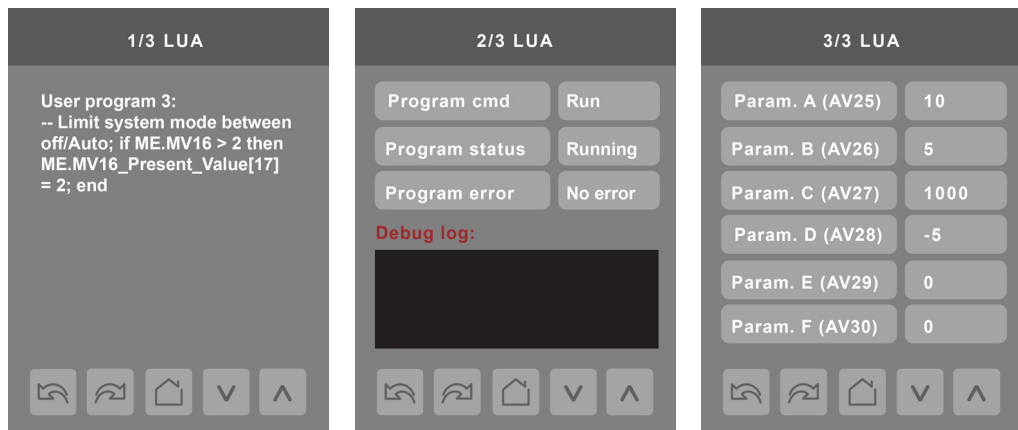 1/3 LUA
User program 3:
-- Limit system mode between
off/Auto; if ME.MV16 > 2 then
ME.MV16_Present_Value[17]
= 2; end
2/3 LUA
Program cmd Run
Program status Running
Program error No error
Debug log:
3/3 LUA
Param. A (AV25) 10
Param. B (AV26) 5
Param. C (AV27) 1000
Param. D (AV28) -5
Param. E (AV29) 0
Param. F (AV30) 0